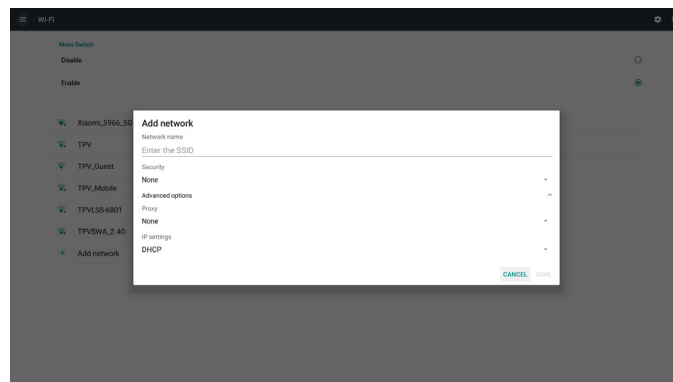 Wi-Fi
Main Switch
Disable
Enable
Xiaomi_5966_5G
TPV
TPV_Guest
TPV_Mobile
TPVLSS-6801
TPVSWA_2.4G
Add network
Add network
Network name
Enter the SSID
Security
None
Advanced options
Proxy
None
IP settings
DHCP
CANCEL SAVE